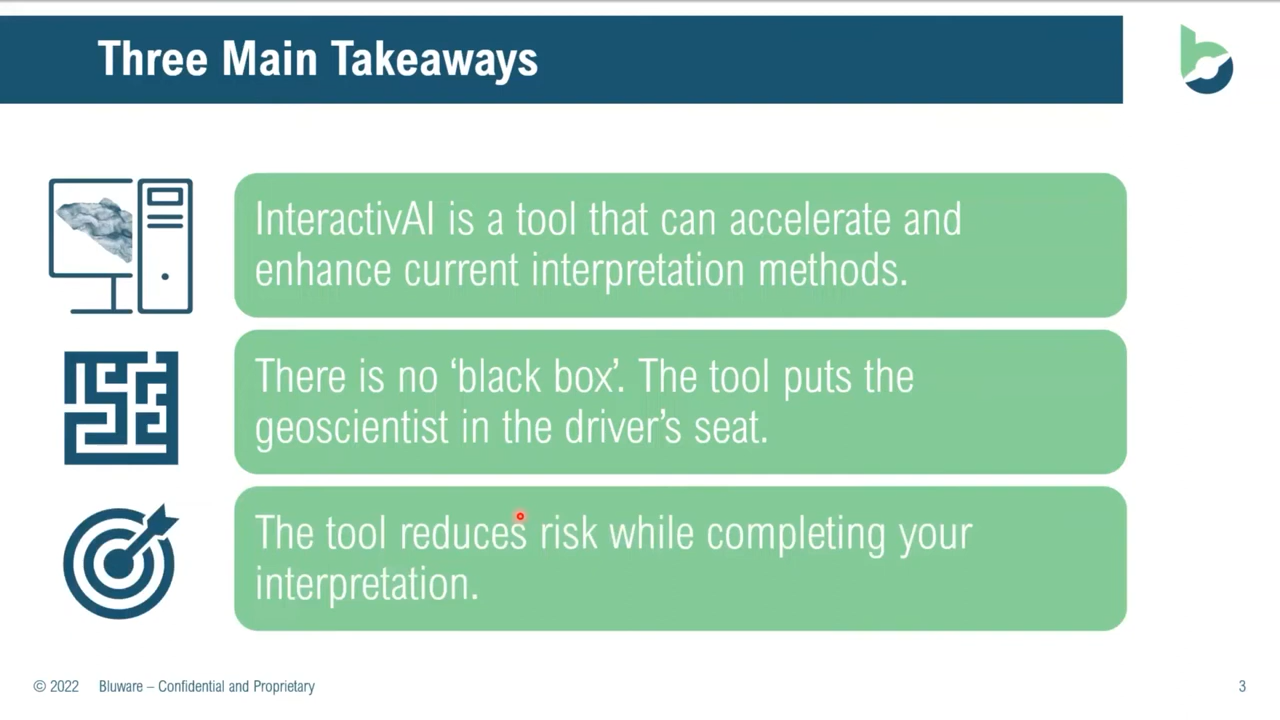 Three Main Takeaways
InteractivAI is a tool that can accelerate and
enhance current interpretation methods.
There is no ‘black box’. The tool puts the
geoscientist in the driver’s seat.
The tool reduces risk while completing your
interpretation.
© 2022 Bluware – Confidential and Proprietary
3